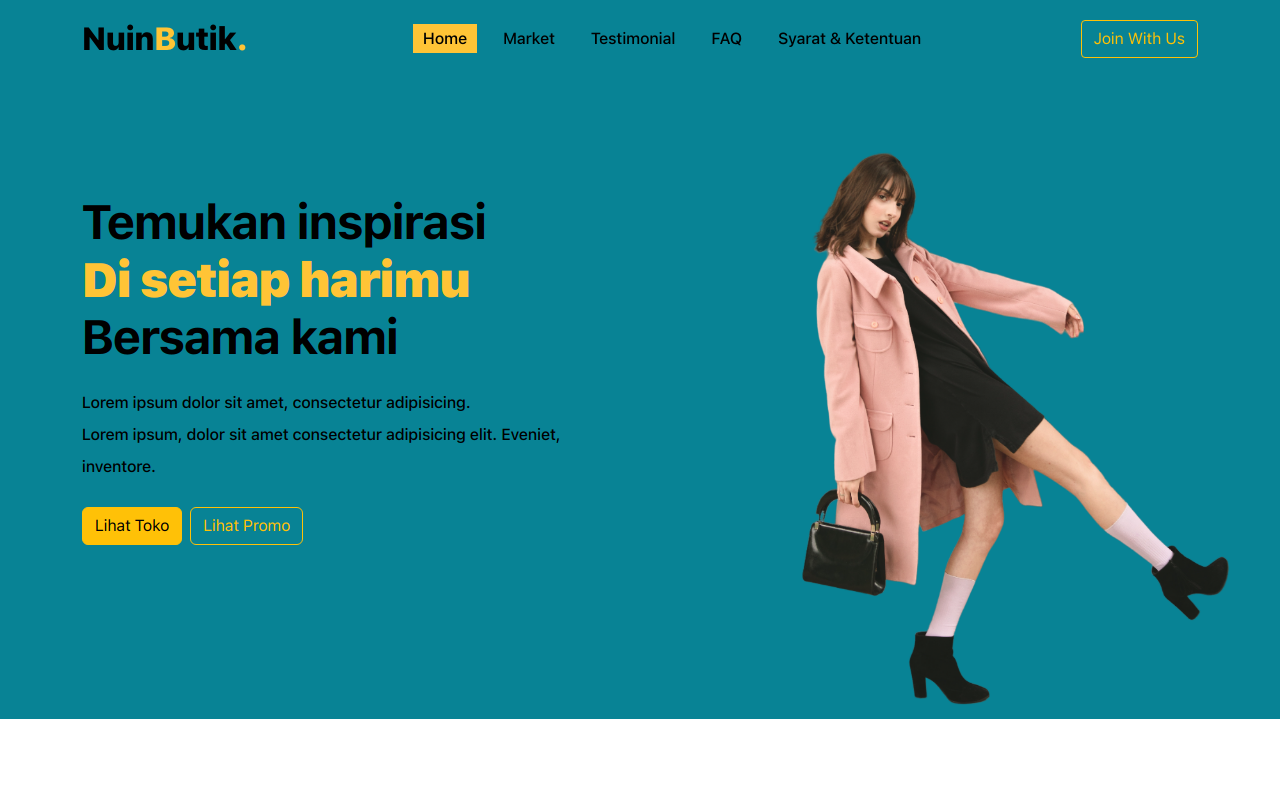 NuinButik.
Home
Market
Testimonial
FAQ
Syarat & Ketentuan
Join With Us
Temukan inspirasi
Di setiap harimu
Bersama kami
Lorem ipsum dolor sit amet, consectetur adipisicing.
Lorem ipsum, dolor sit amet consectetur adipisicing elit. Eveniet,
inventore.
Lihat Toko
Lihat Promo